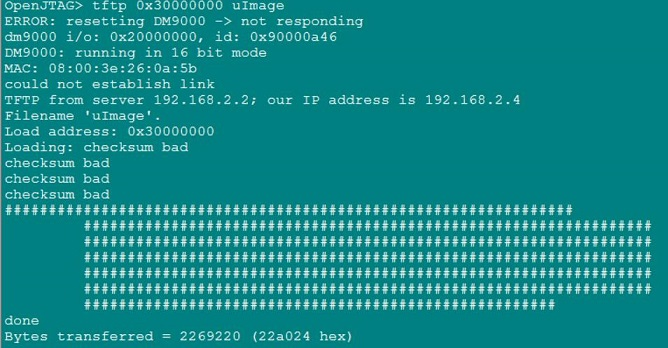 OpenJTAG> tftp 0x30000000 uImage
ERROR: resetting DM9000 -> not responding
dm9000 i/o: 0x20000000, id: 0x90000a46
DM9000: running in 16 bit mode
MAC: 08:00:3e:26:0a:5b
could not establish link
TFTP from server 192.168.2.2; our IP address is 192.168.2.4
Filename 'uImage'.
Load address: 0x30000000
Loading: checksum bad
checksum bad
checksum bad
checksum bad
#################################################################
#################################################################
#################################################################
#################################################################
#################################################################
#################################################################
######################################################
done
Bytes transferred = 2269220 (22a024 hex)